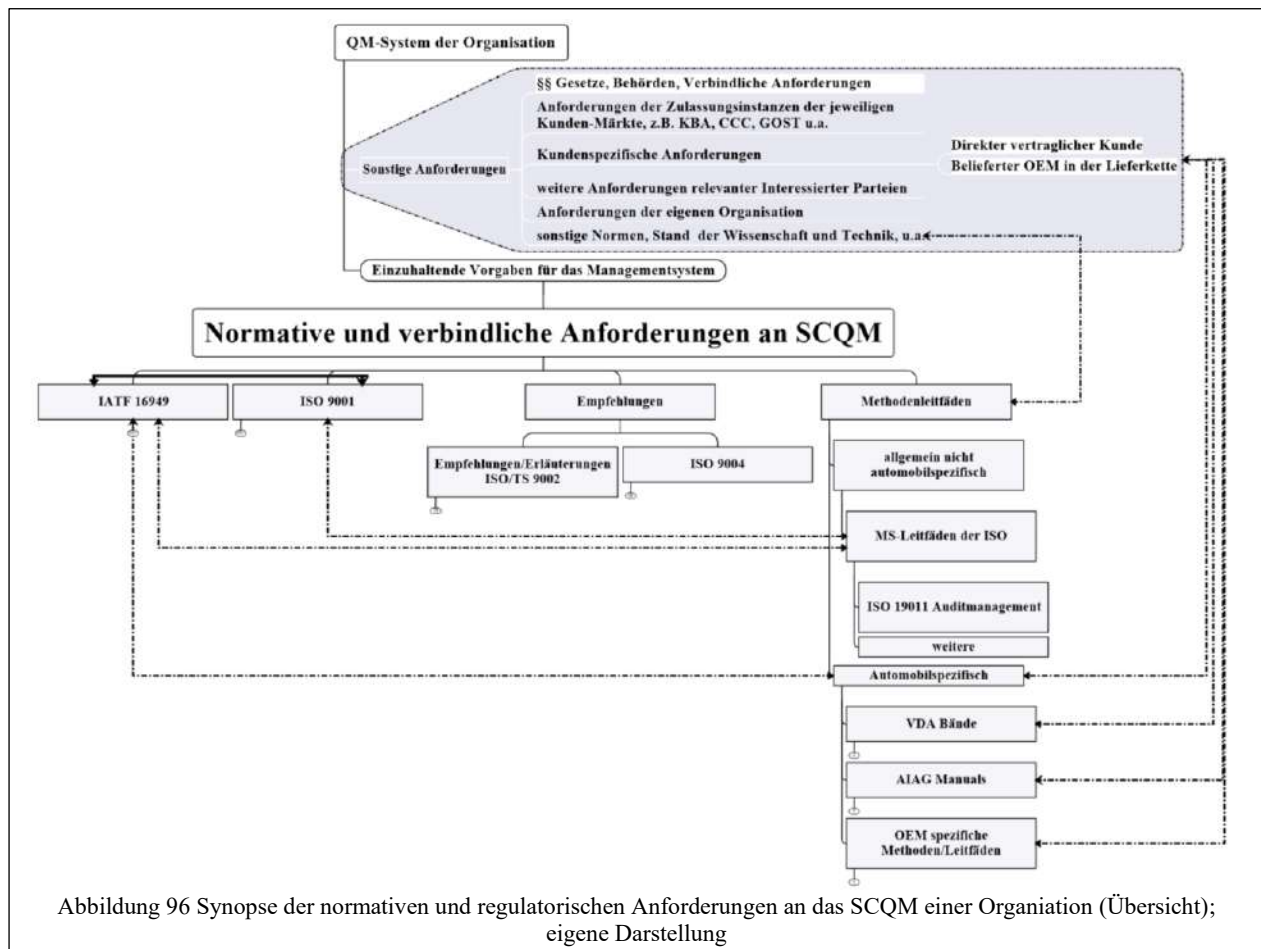 QM-System der Organisation
§§ Gesetze, Behörden, Verbindliche Anforderungen
Anforderungen der Zulassungsinstanzen der jeweiligen
Kunden-Märkte, z.B. KBA, CCC, GOST u.a.
Sonstige Anforderungen
Kundenspezifische Anforderungen
Direkter vertraglicher Kunde
Belieferter OEM in der Lieferkette
weitere Anforderungen relevanter Interessierter Parteien
Anforderungen der eigenen Organisation
sonstige Normen, Stand der Wissenschaft und Technik, u.a.
Einzuhaltende Vorgaben für das Managementsystem
Normative und verbindliche Anforderungen an SCQM
IATF 16949
ISO 9001
Empfehlungen
Methodenleitfäden
Empfehlungen/Erläuterungen
ISO/TS 9002
ISO 9004
allgemein nicht
automobilspezifisch
MS-Leitfäden der ISO
ISO 19011 Auditmanagement
weitere
Automobilspezifisch
VDA Bände
AIAG Manuals
OEM spezifiche
Methoden/Leitfäden
Abbildung 96 Synopse der normativen und regulatorischen Anforderungen an das SCQM einer Organiation (Übersicht);
eigene Darstellung